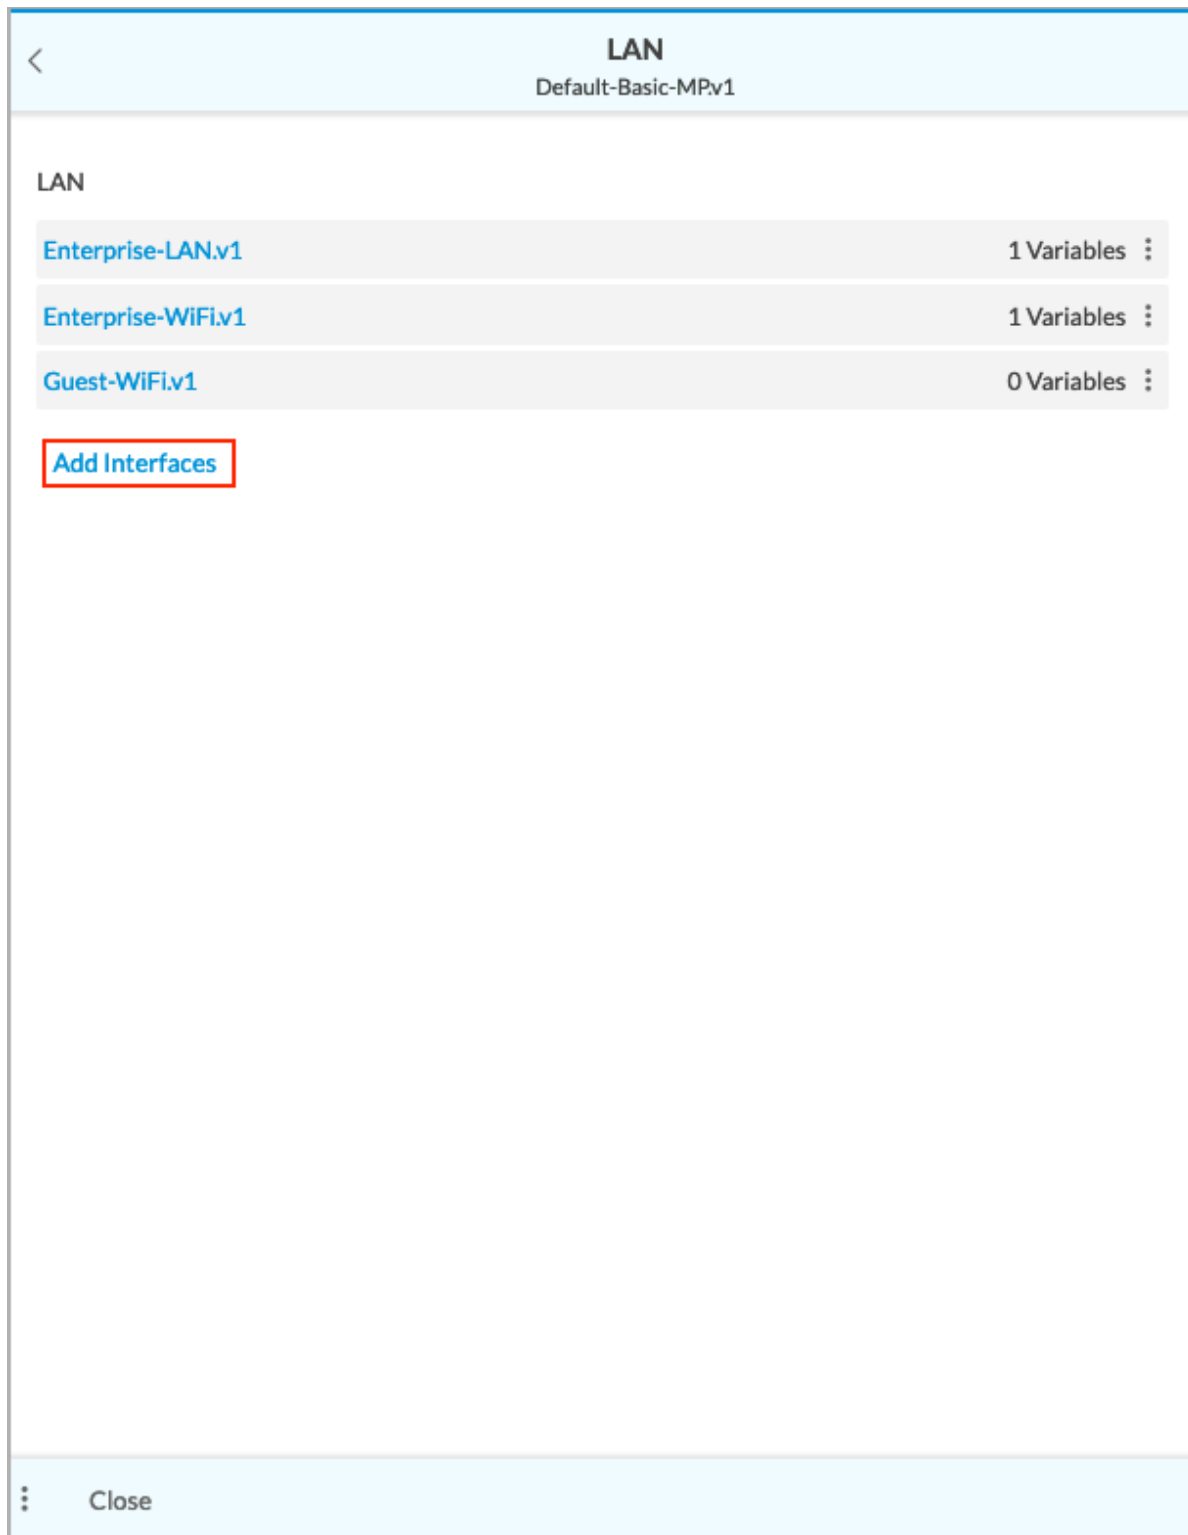 LAN
Default-Basic-MP.v1
LAN
Enterprise-LAN.v1 1 Variables
Enterprise-WiFi.v1 1 Variables
Guest-WiFi.v1 0 Variables
Add Interfaces
Close